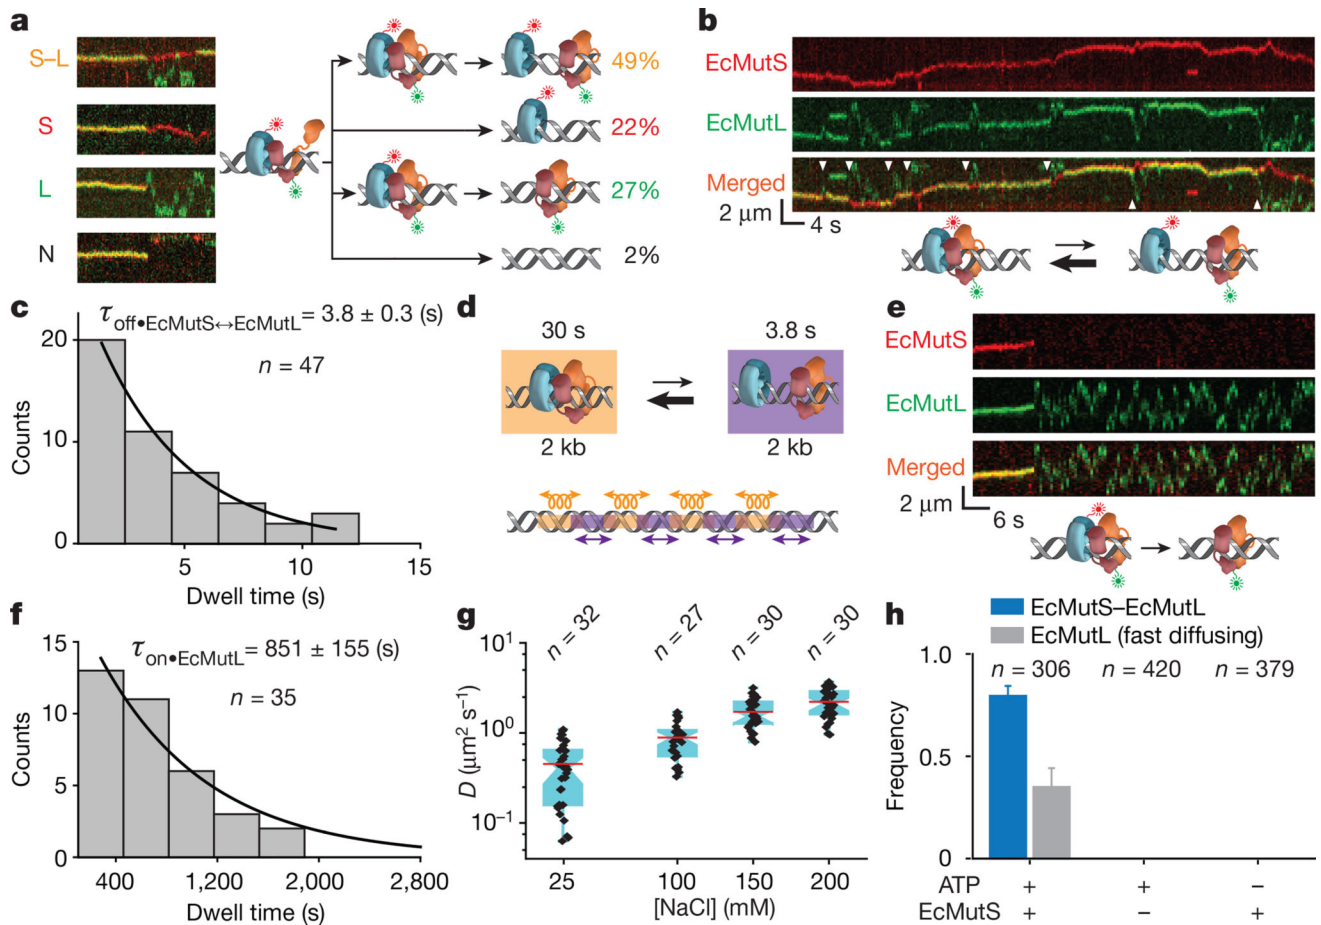 a
S–L
49%
S
22%
L
27%
N
2%
b
EcMutS
EcMutL
Merged
2 μm
4 s
c
τoff●EcMutS↔EcMutL = 3.8 ± 0.3 (s)
n = 47
20
10
0
Counts
5
10
15
Dwell time (s)
d
30 s
3.8 s
2 kb
2 kb
e
EcMutS
EcMutL
Merged
2 μm
6 s
f
τon●EcMutL = 851 ± 155 (s)
n = 35
15
10
5
0
Counts
400
1,200
2,000
2,800
Dwell time (s)
g
n = 32
n = 27
n = 30
n = 30
10¹
10⁰
10⁻¹
D (μm² s⁻¹)
25
100
150
200
[NaCl] (mM)
h
EcMutS–EcMutL
EcMutL (fast diffusing)
1.0
0.5
0
Frequency
n = 306
n = 420
n = 379
ATP + + –
EcMutS + – +